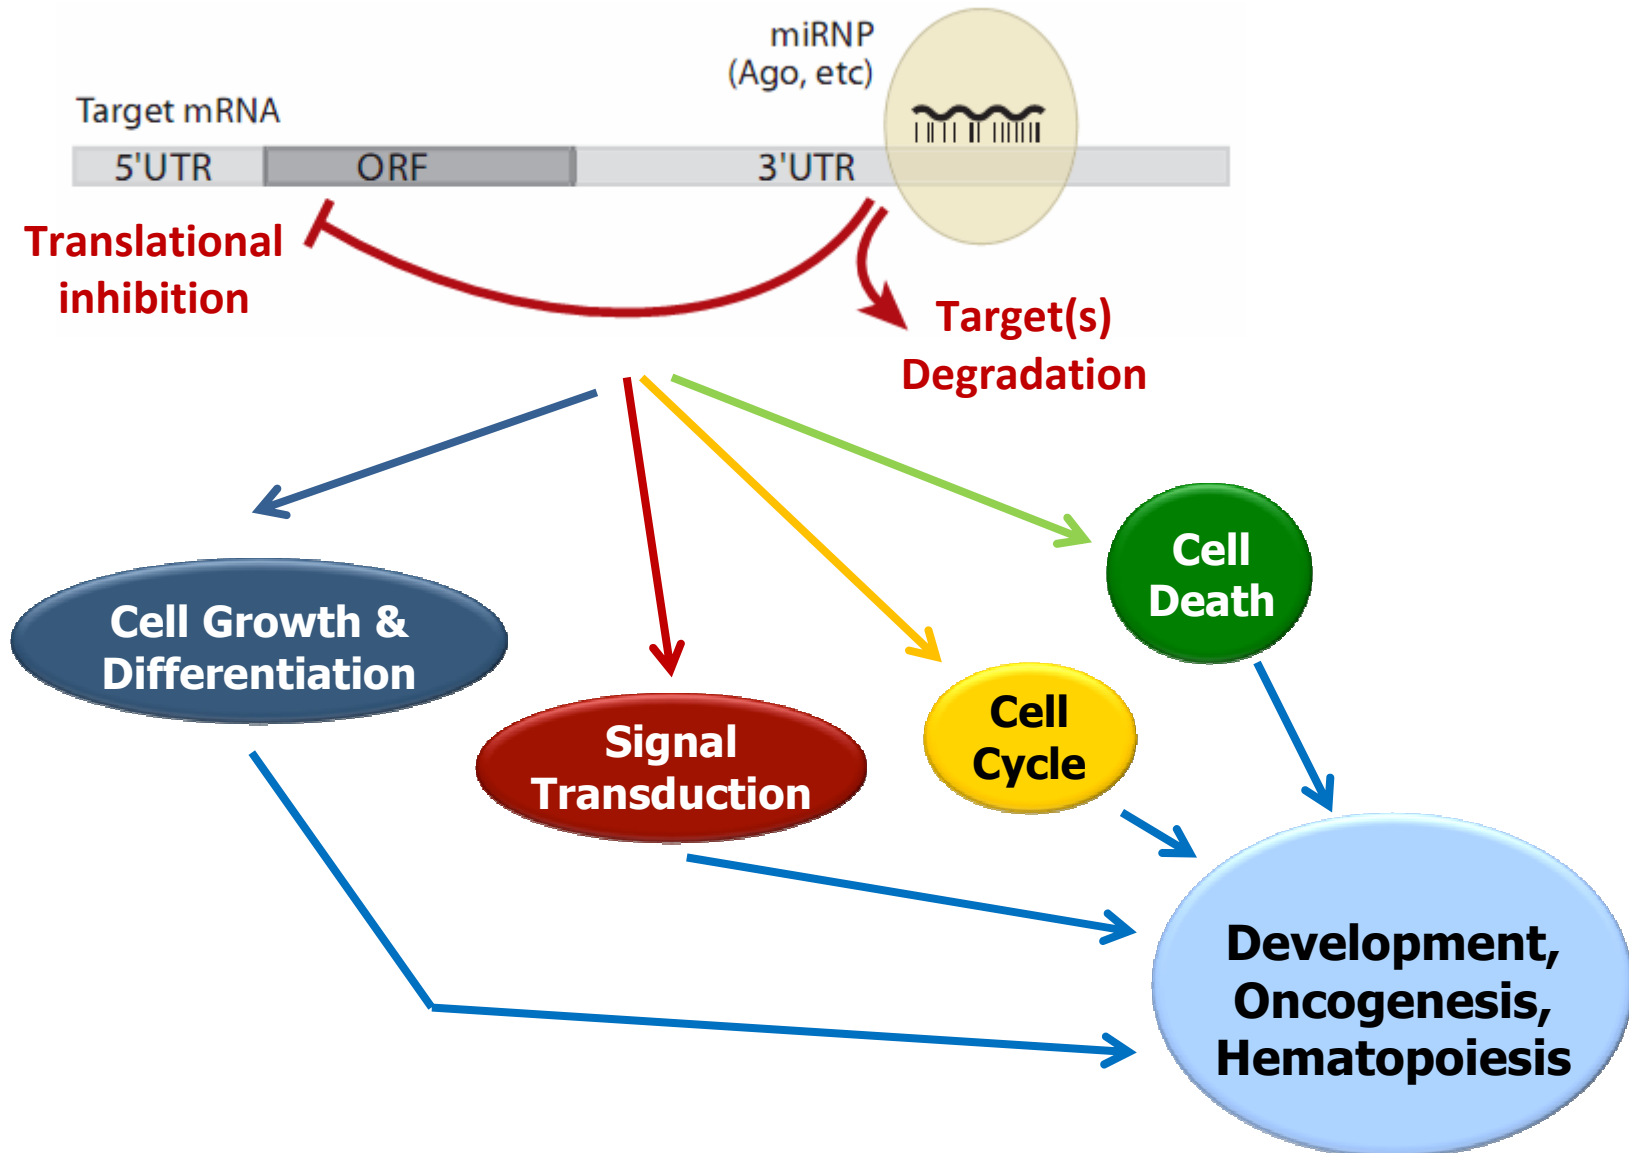 miRNP
(Ago, etc)
Target mRNA
5'UTR
ORF
3'UTR
Translational
inhibition
Target(s)
Degradation
Cell
Death
Cell Growth &
Differentiation
Signal
Transduction
Cell
Cycle
Development,
Oncogenesis,
Hematopoiesis